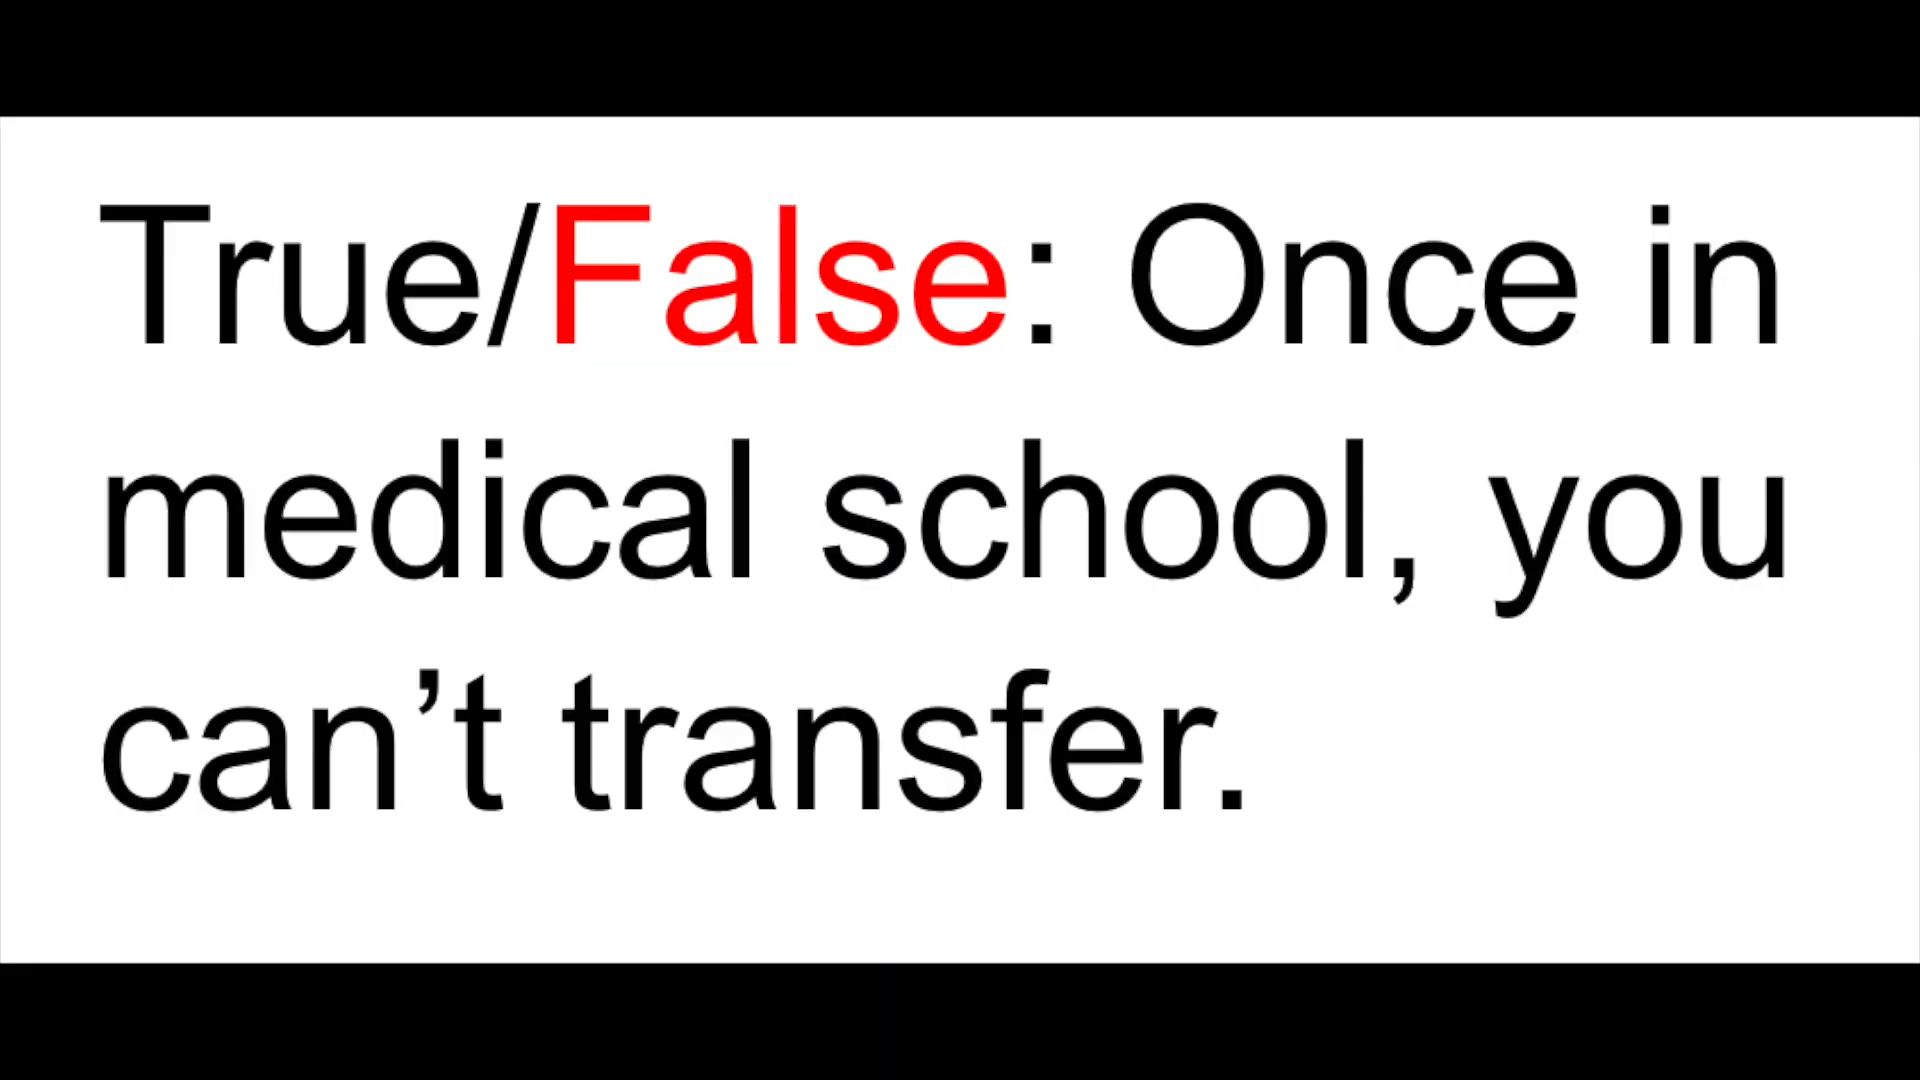 True/False: Once in
medical school, you
can’t transfer.